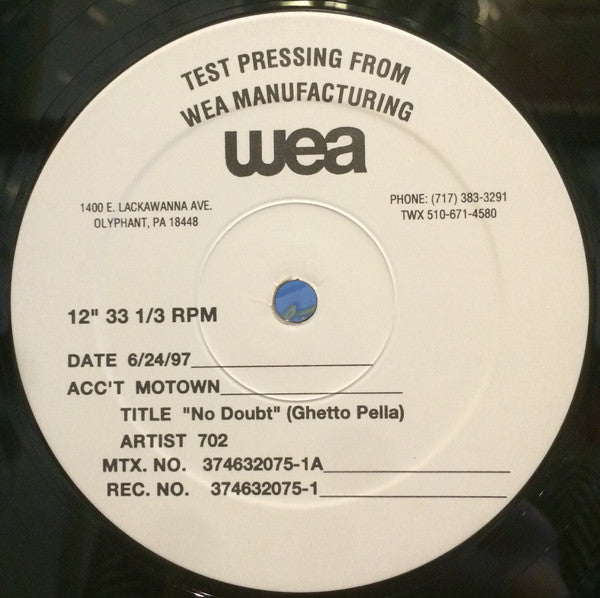 TEST PRESSING FROM
WEA MANUFACTURING
wea
1400 E. LACKAWANNA AVE.
OLYPHANT, PA 18448
PHONE: (717) 383-3291
TWX 510-671-4580
12" 33 1/3 RPM
DATE 6/24/97
ACC'T MOTOWN
TITLE "No Doubt" (Ghetto Pella)
ARTIST 702
MTX. NO. 374632075-1A
REC. NO. 374632075-1